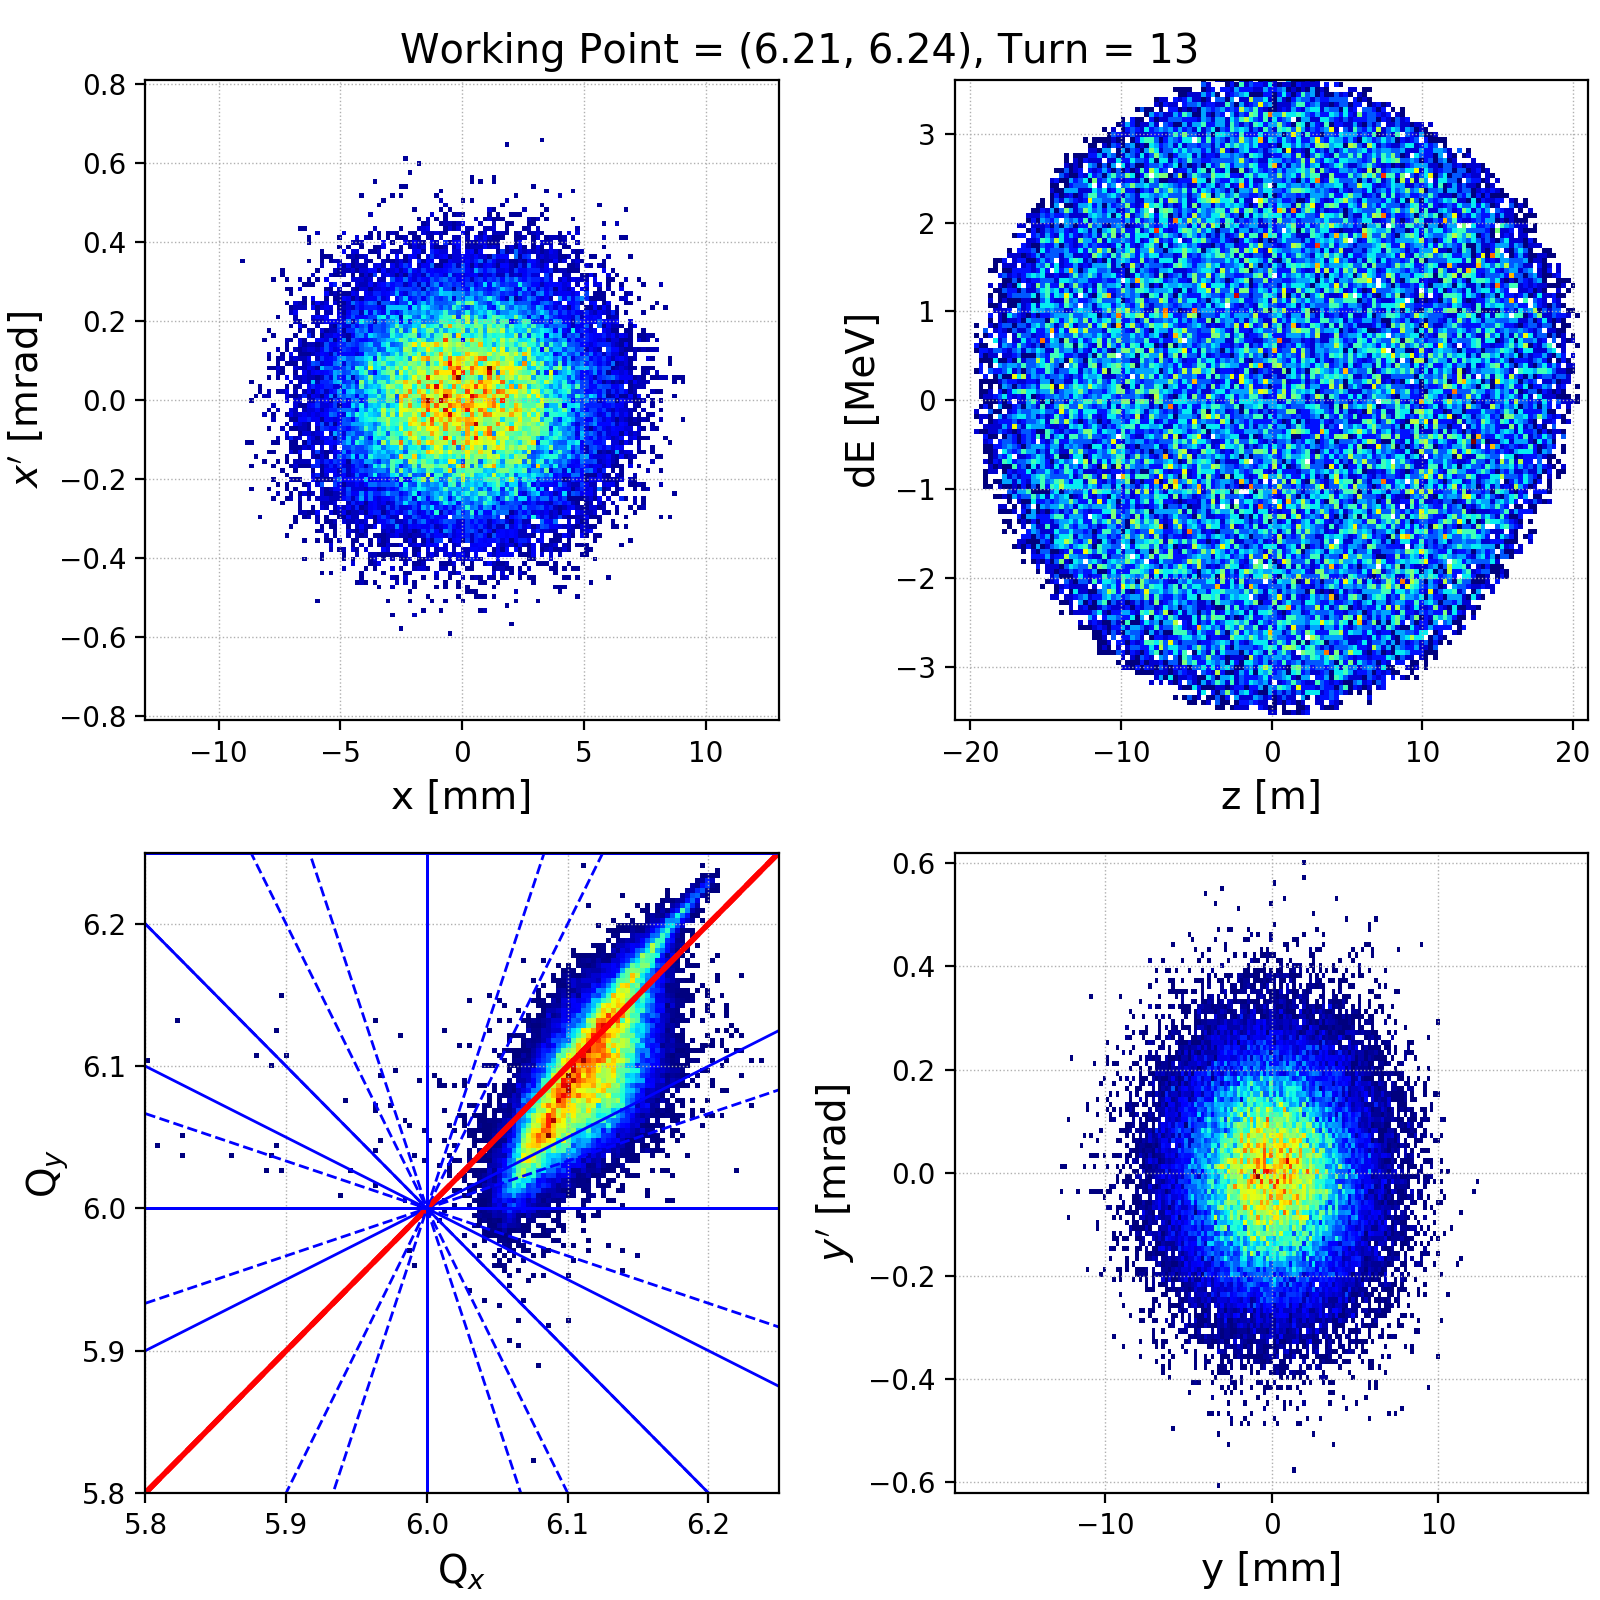 Working Point = (6.21, 6.24), Turn = 13
0.8
0.6
0.4
0.2
0.0
−0.2
−0.4
−0.6
−0.8
x′ [mrad]
−10 −5 0 5 10
x [mm]
3
2
1
0
−1
−2
−3
dE [MeV]
−20 −10 0 10 20
z [m]
6.2
6.1
6.0
5.9
5.8
Qy
5.8 5.9 6.0 6.1 6.2
Qx
0.6
0.4
0.2
0.0
−0.2
−0.4
−0.6
y′ [mrad]
−10 0 10
y [mm]